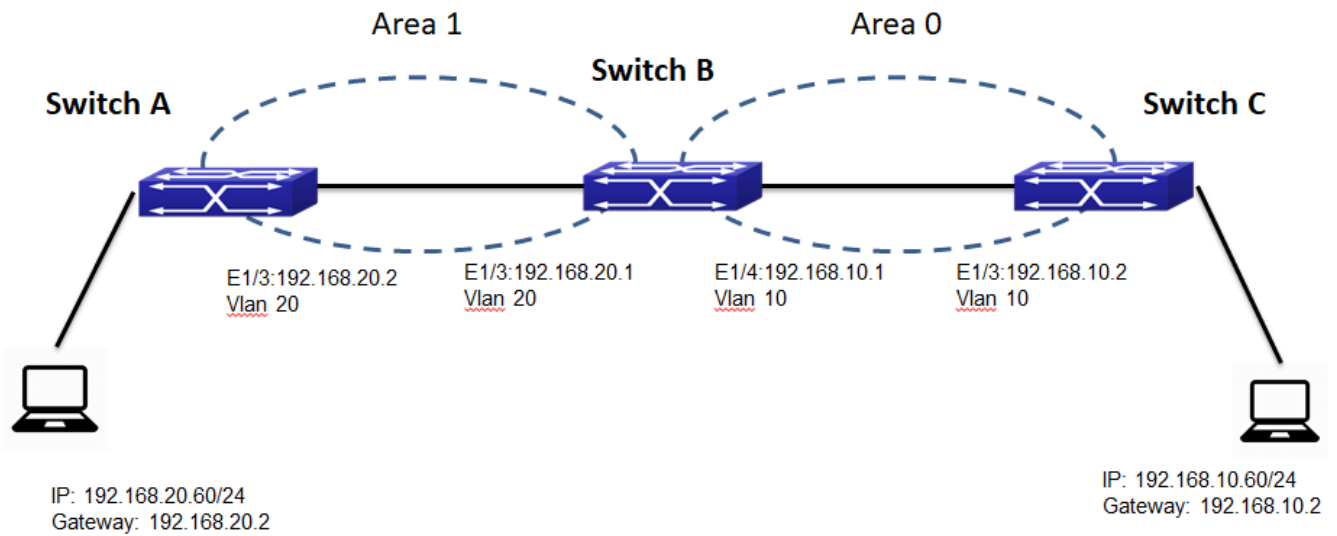 Area 1
Area 0
Switch A
Switch B
Switch C
E1/3:192.168.20.2
Vlan 20
E1/3:192.168.20.1
Vlan 20
E1/4:192.168.10.1
Vlan 10
E1/3:192.168.10.2
Vlan 10
IP: 192.168.20.60/24
Gateway: 192.168.20.2
IP: 192.168.10.60/24
Gateway: 192.168.10.2